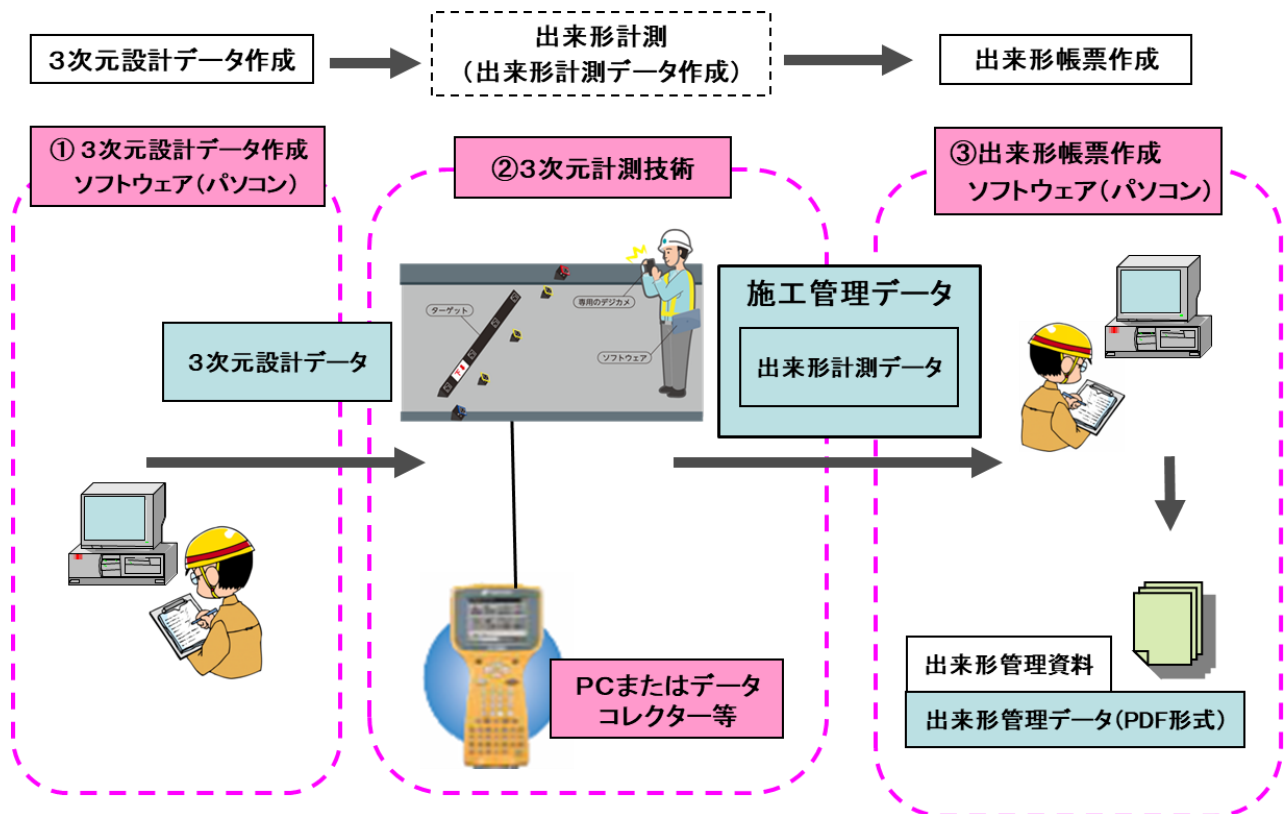 3次元設計データ作成
出来形計測
(出来形計測データ作成)
出来形帳票作成
①3次元設計データ作成
ソフトウェア(パソコン)
②3次元計測技術
③出来形帳票作成
ソフトウェア(パソコン)
3次元設計データ
ターゲット
専用のデジカメ
ソフトウェア
施工管理データ
出来形計測データ
PCまたはデータ
コレクター等
出来形管理資料
出来形管理データ(PDF形式)